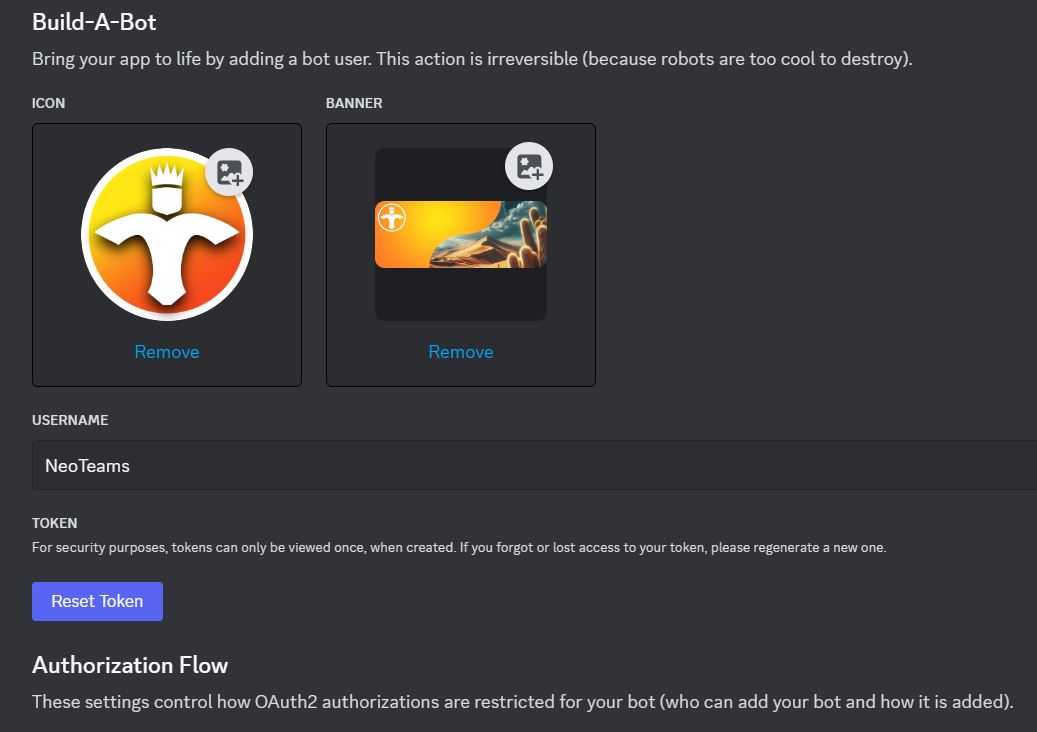 Build-A-Bot
Bring your app to life by adding a bot user. This action is irreversible (because robots are too cool to destroy).
ICON
BANNER
Remove
Remove
USERNAME
NeoTeams
TOKEN
For security purposes, tokens can only be viewed once, when created. If you forgot or lost access to your token, please regenerate a new one.
Reset Token
Authorization Flow
These settings control how OAuth2 authorizations are restricted for your bot (who can add your bot and how it is added).